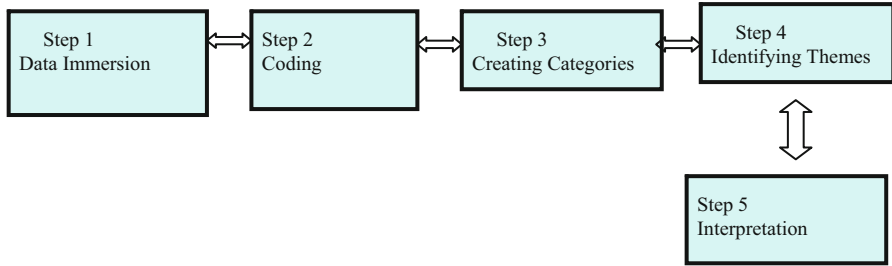 Step 1
Data Immersion
Step 2
Coding
Step 3
Creating Categories
Step 4
Identifying Themes
Step 5
Interpretation